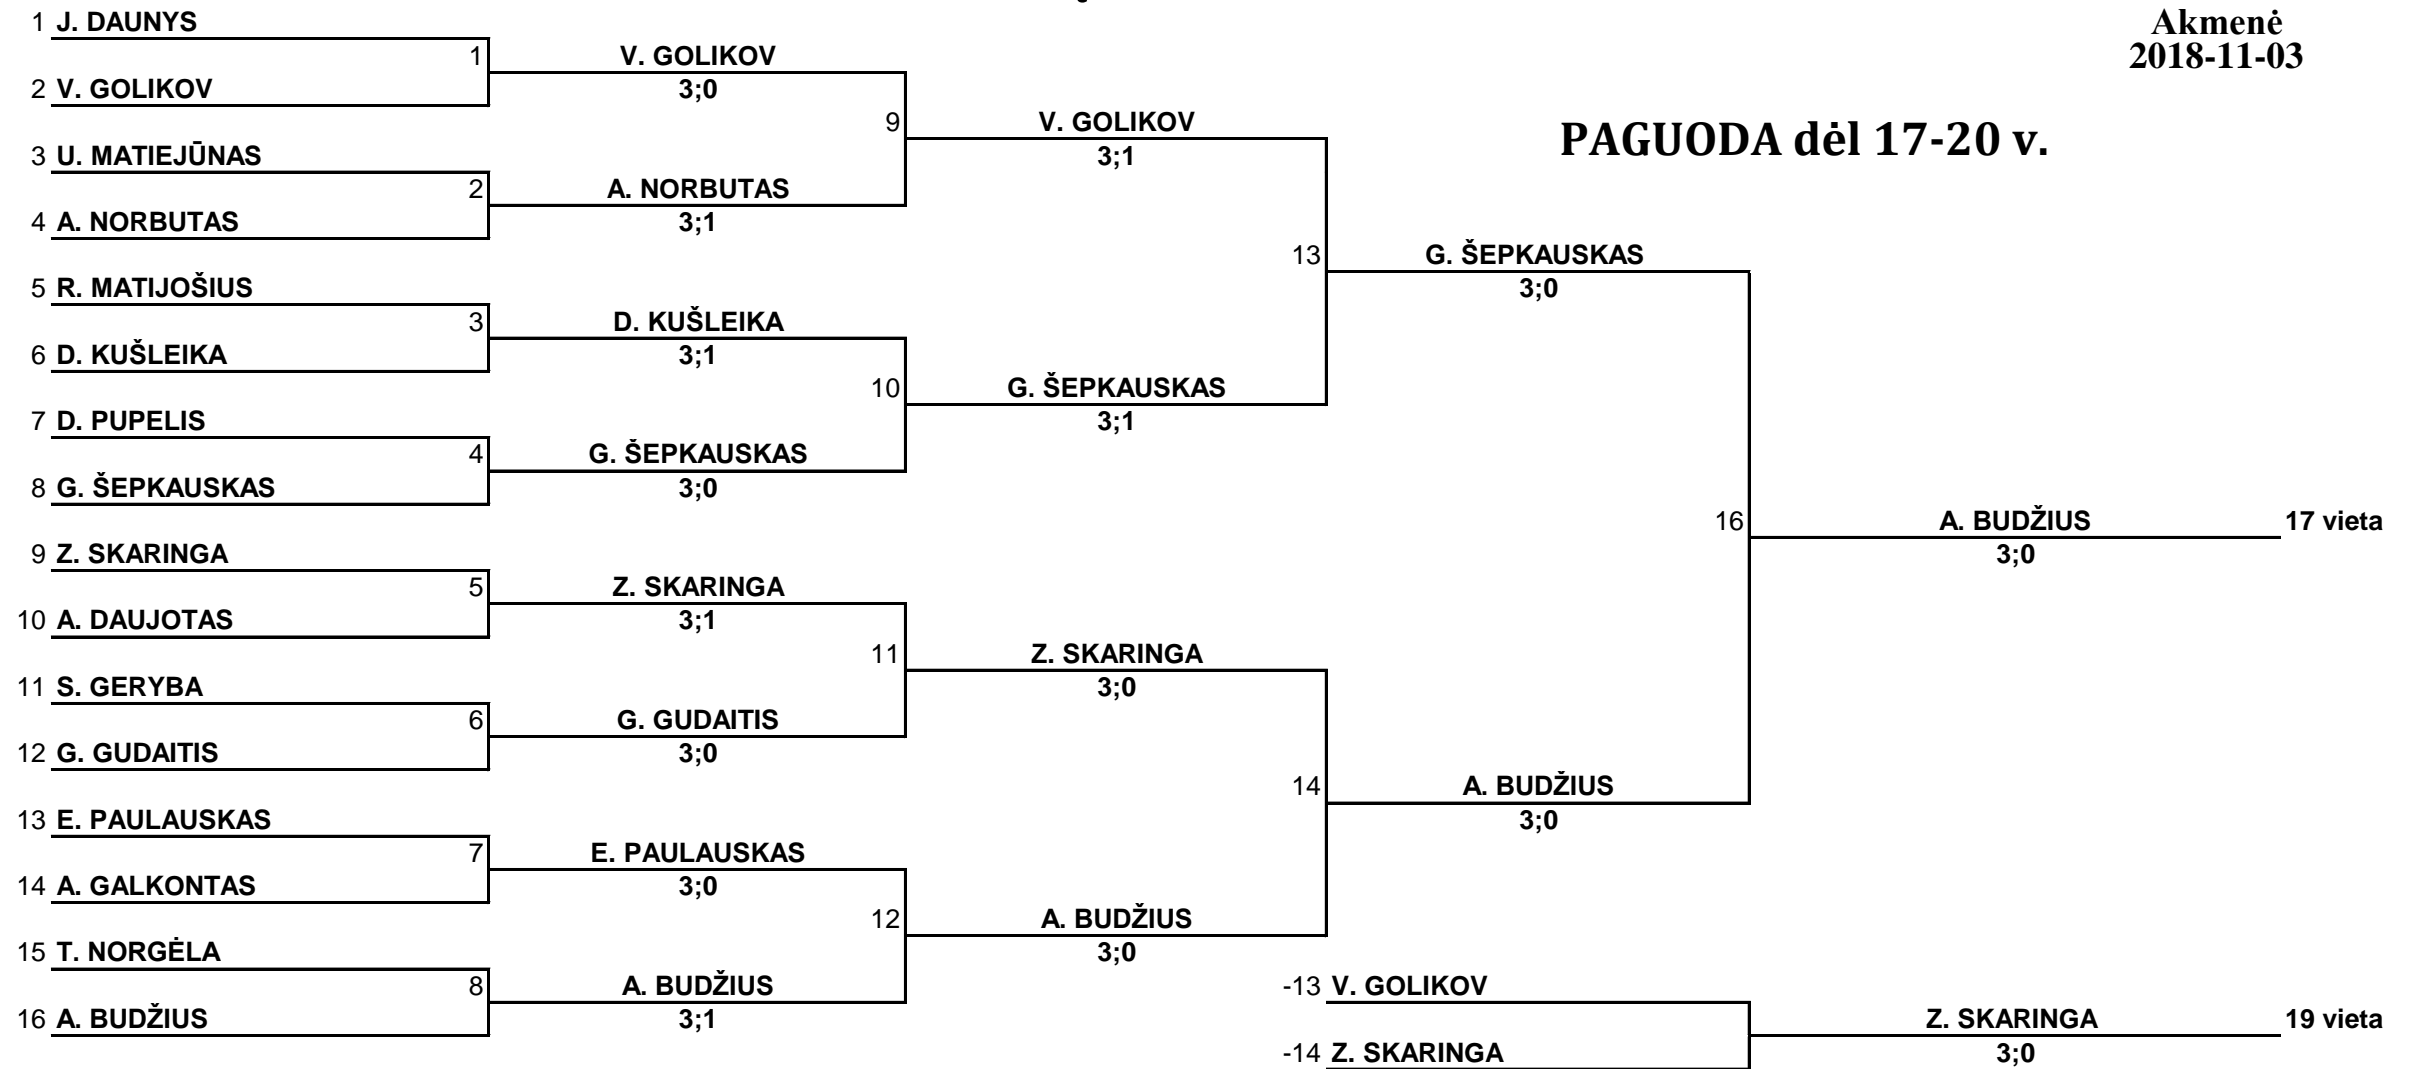 Akmenė
2018-11-03
PAGUODA dėl 17-20 v.
1 J. DAUNYS
2 V. GOLIKOV
3 U. MATIEJŪNAS
4 A. NORBUTAS
5 R. MATIJOŠIUS
6 D. KUŠLEIKA
7 D. PUPELIS
8 G. ŠEPKAUSKAS
9 Z. SKARINGA
10 A. DAUJOTAS
11 S. GERYBA
12 G. GUDAITIS
13 E. PAULAUSKAS
14 A. GALKONTAS
15 T. NORGĖLA
16 A. BUDŽIUS
1 V. GOLIKOV
3;0
2 A. NORBUTAS
3;1
3 D. KUŠLEIKA
3;1
4 G. ŠEPKAUSKAS
3;0
5 Z. SKARINGA
3;1
6 G. GUDAITIS
3;0
7 E. PAULAUSKAS
3;0
8 A. BUDŽIUS
3;1
9 V. GOLIKOV
3;1
10 G. ŠEPKAUSKAS
3;1
11 Z. SKARINGA
3;0
12 A. BUDŽIUS
3;0
13 G. ŠEPKAUSKAS
3;0
14 A. BUDŽIUS
3;0
16 A. BUDŽIUS 17 vieta
3;0
-13 V. GOLIKOV
-14 Z. SKARINGA
Z. SKARINGA 19 vieta
3;0